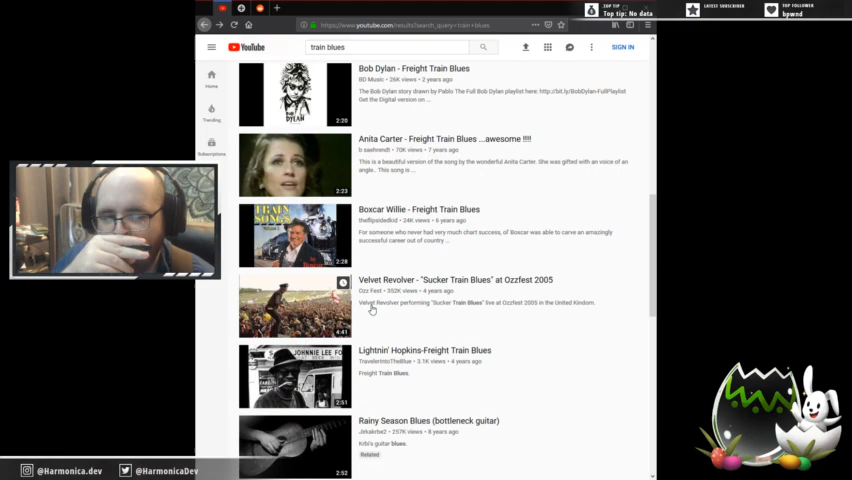 TOP TIP
Top tip: No data
LATEST SUBSCRIBER
TOP FOLLOWER
bpwnd
https://www.youtube.com/results?search_query=train+blues
YouTube
train blues
SIGN IN
Home
Trending
Subscriptions
Bob Dylan - Freight Train Blues
BD Music • 26K views • 2 years ago
The Bob Dylan story drawn by Pablo The Full Bob Dylan playlist here: http://bit.ly/BobDylan-FullPlaylist
Get the Digital version on ...
BOB
DYLAN
2:20
Anita Carter - Freight Train Blues ...awesome !!!!
b saehrendt • 70K views • 7 years ago
This is a beautiful version of the song by the wonderful Anita Carter. She was gifted with an voice of an
angel.. This song is ...
2:23
Boxcar Willie - Freight Train Blues
theflipsidedkid • 24K views • 6 years ago
For someone who never had very much chart success, ol' Boxcar was able to carve an amazingly
successful career out of country ...
TRAIN
SONGS
2:28
Velvet Revolver - "Sucker Train Blues" at Ozzfest 2005
Ozz Fest • 352K views • 4 years ago
Velvet Revolver performing "Sucker Train Blues" live at Ozzfest 2005 in the United Kindom.
4:41
Lightnin' Hopkins-Freight Train Blues
TravelerIntoTheBlue • 3.1K views • 4 years ago
Freight Train Blues.
JOHNNIE LEE
2:51
Rainy Season Blues (bottleneck guitar)
Jirkakrbe2 • 257K views • 8 years ago
Krbi's guitar blues.
Related
2:52
@Harmonica.dev
@HarmonicaDev